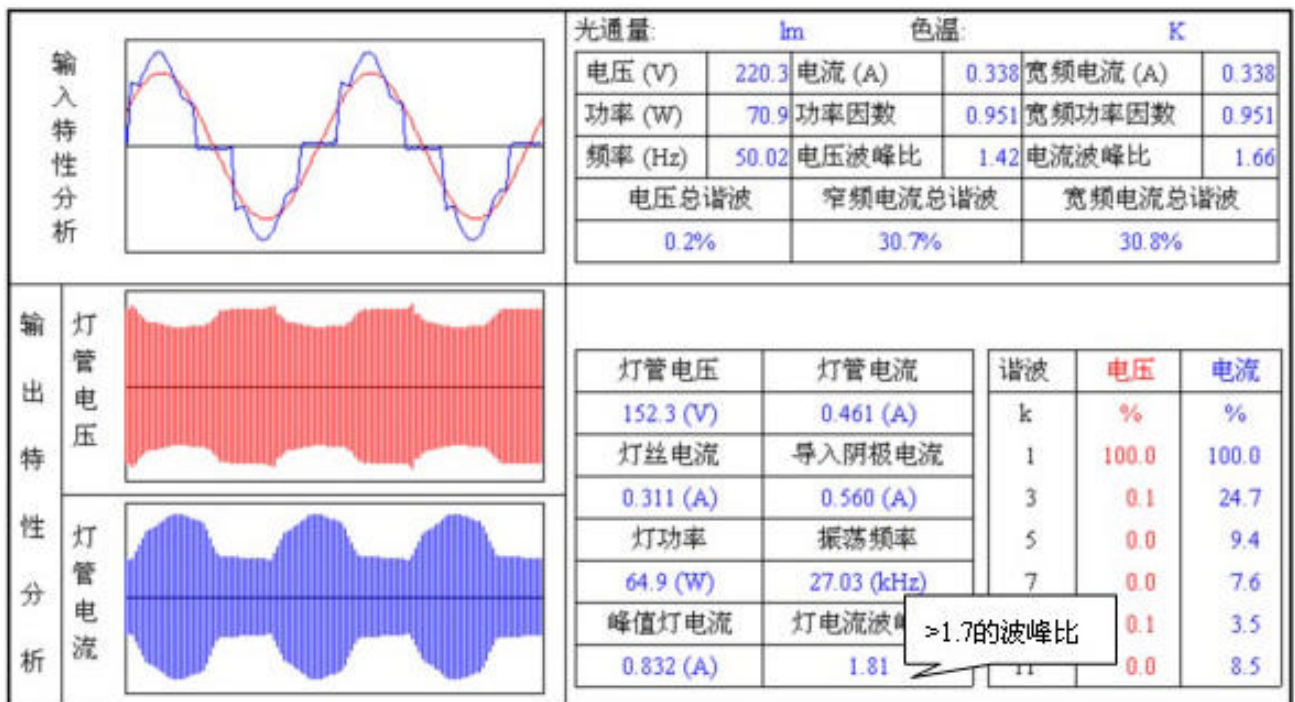 输入特性分析
光通量: lm 色温: K
电压 (V) 220.3 电流 (A) 0.338 宽频电流 (A) 0.338
功率 (W) 70.9 功率因数 0.951 宽频功率因数 0.951
频率 (Hz) 50.02 电压波峰比 1.42 电流波峰比 1.66
电压总谐波 窄频电流总谐波 宽频电流总谐波
0.2% 30.7% 30.8%
输出特性分析
灯管电压
灯管电流
灯管电压 灯管电流
152.3 (V) 0.461 (A)
灯丝电流 导入阴极电流
0.311 (A) 0.560 (A)
灯功率 振荡频率
64.9 (W) 27.03 (kHz)
峰值灯电流 灯电流波
0.832 (A) 1.81
>1.7的波峰比
谐波 电压 电流
k % %
1 100.0 100.0
3 0.1 24.7
5 0.0 9.4
7 0.0 7.6
0.1 3.5
0.0 8.5